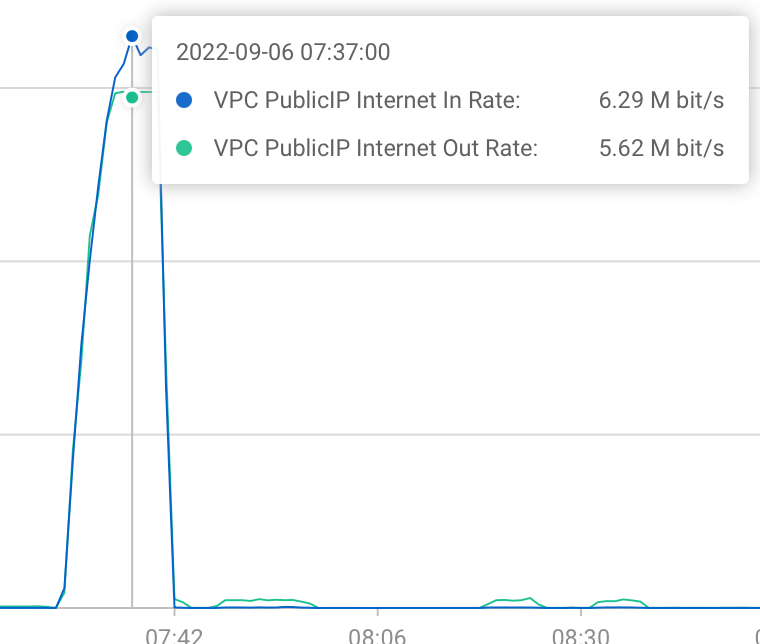 2022-09-06 07:37:00
VPC PublicIP Internet In Rate: 6.29 M bit/s
VPC PublicIP Internet Out Rate: 5.62 M bit/s
07:42 08:06 08:30